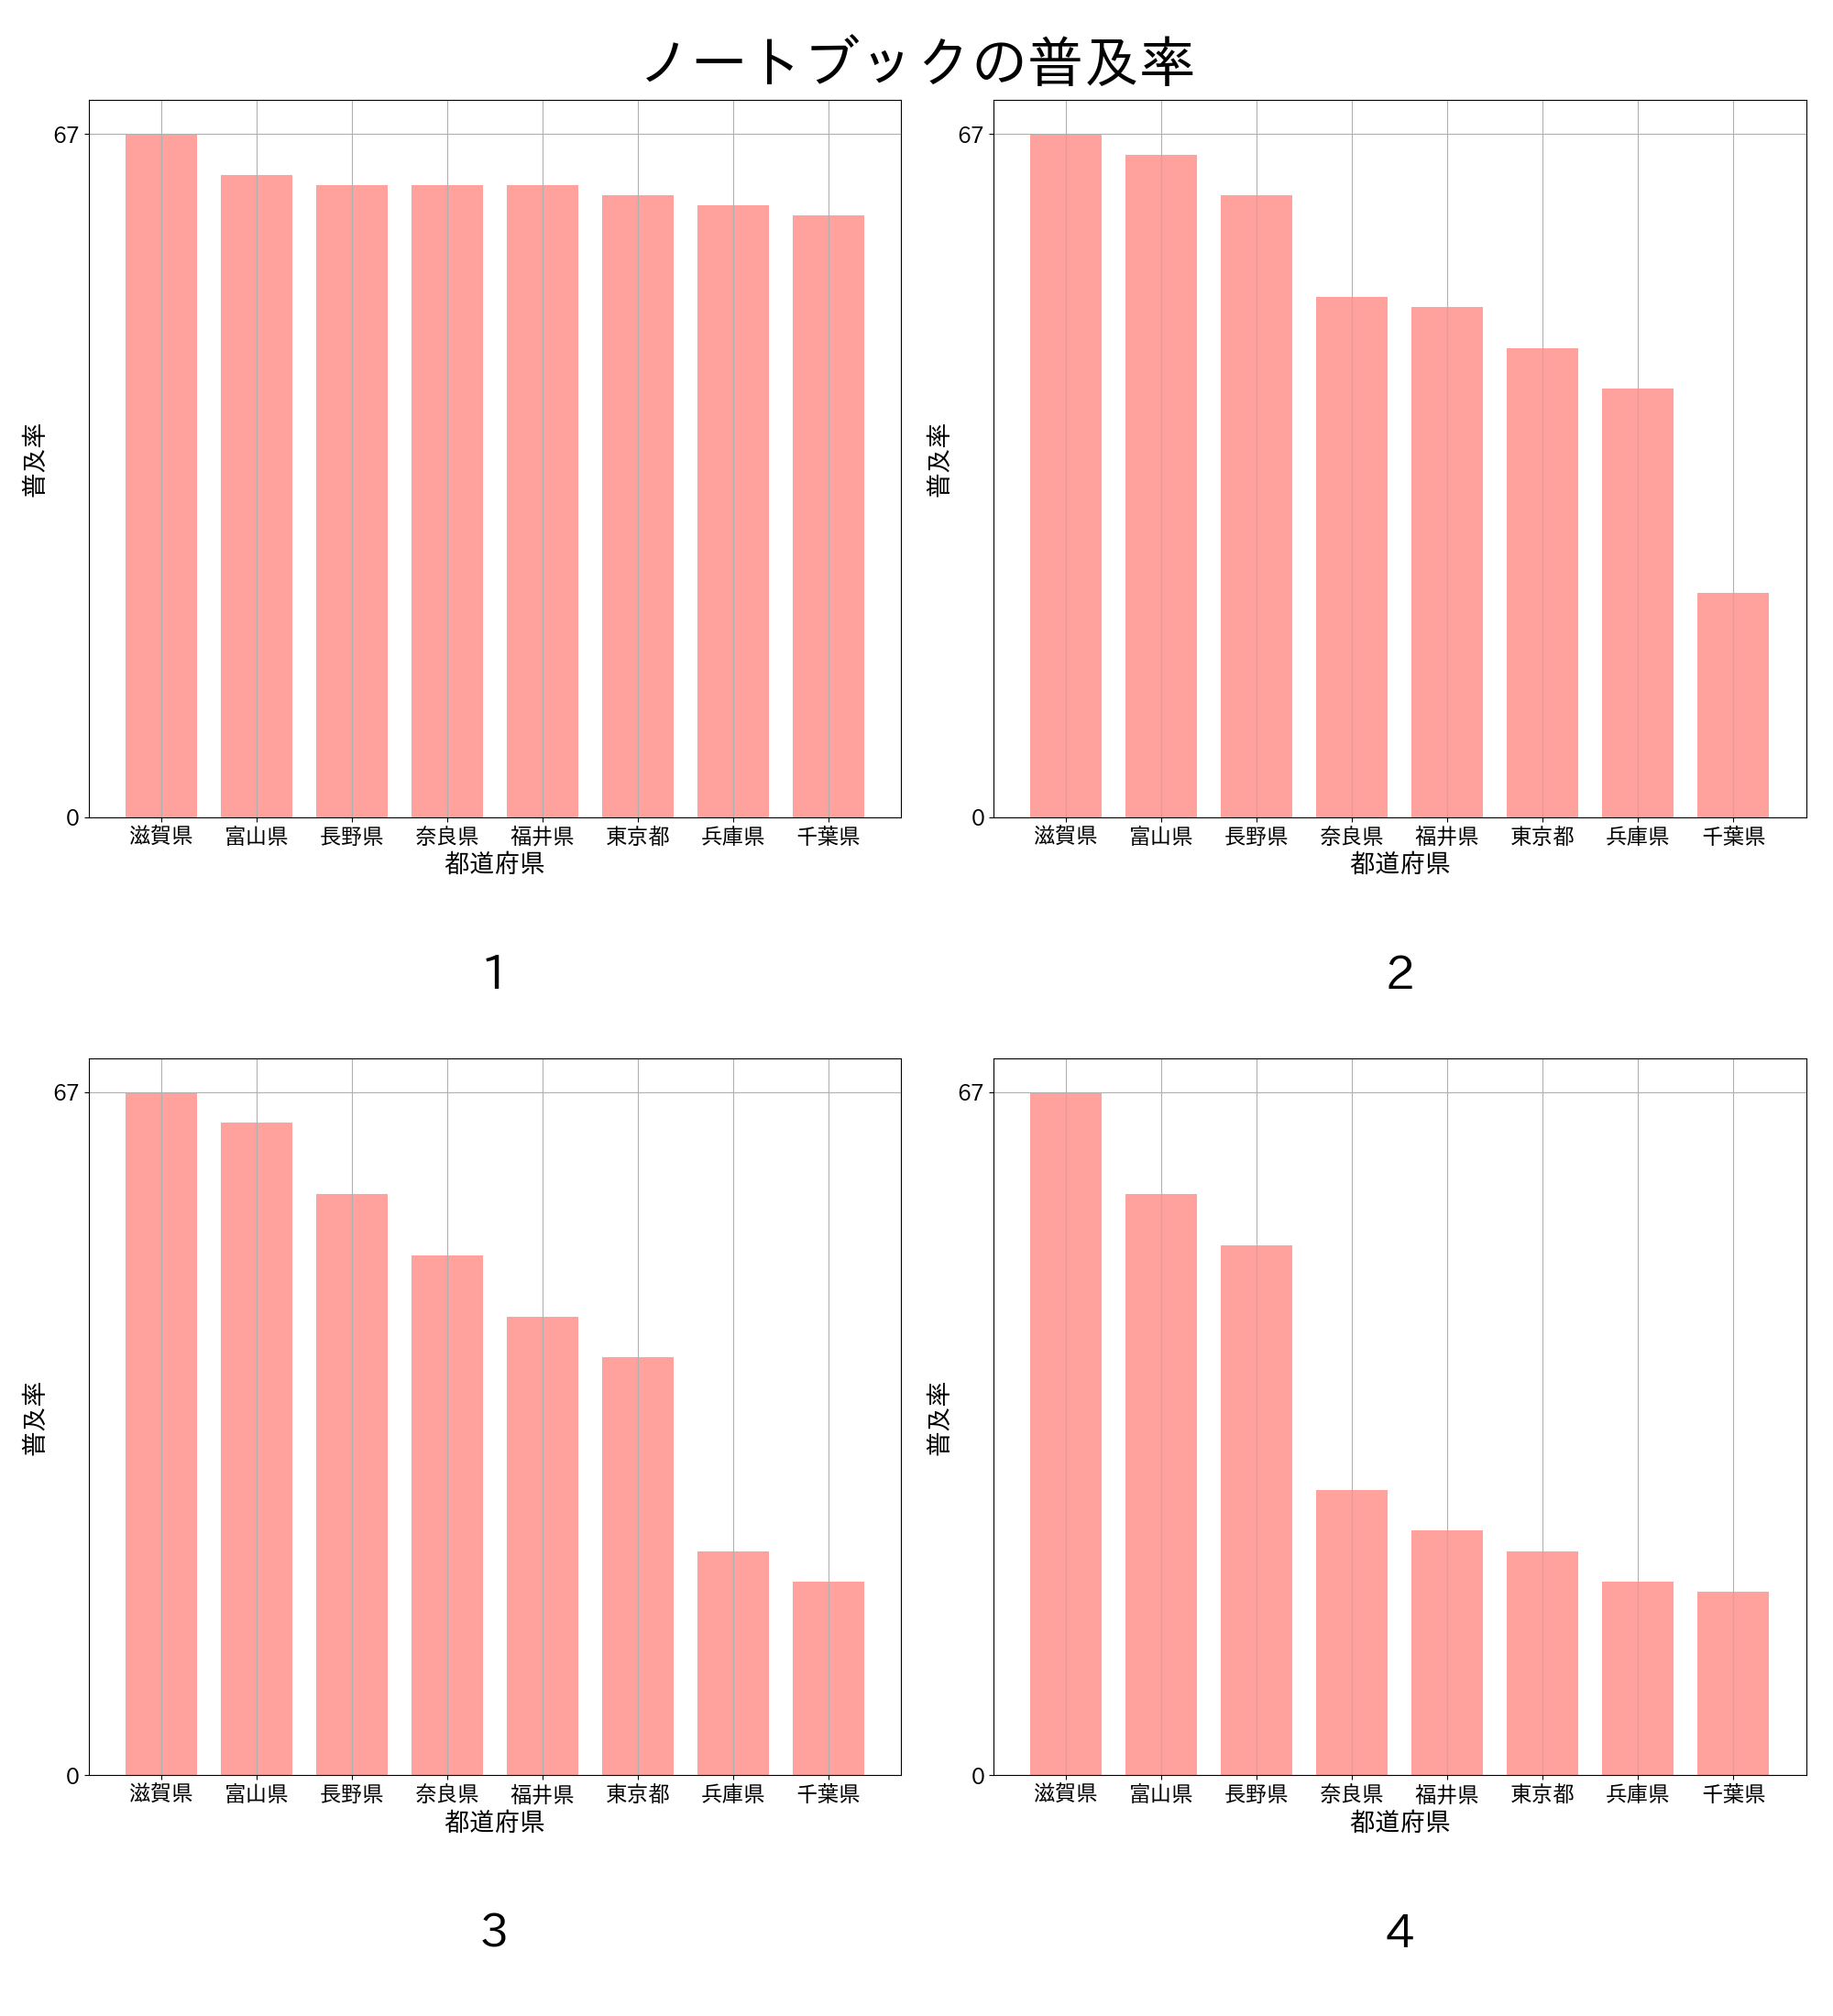 ノートブックの普及率
67
0
普及率
滋賀県 富山県 長野県 奈良県 福井県 東京都 兵庫県 千葉県
都道府県
1
67
0
普及率
滋賀県 富山県 長野県 奈良県 福井県 東京都 兵庫県 千葉県
都道府県
2
67
0
普及率
滋賀県 富山県 長野県 奈良県 福井県 東京都 兵庫県 千葉県
都道府県
3
67
0
普及率
滋賀県 富山県 長野県 奈良県 福井県 東京都 兵庫県 千葉県
都道府県
4